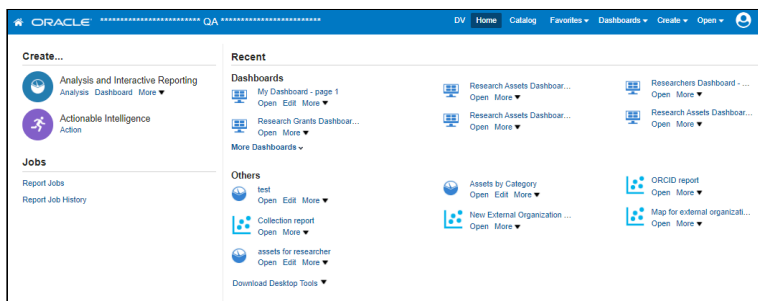 ORACLE ************************* QA *************************
DV Home Catalog Favorites Dashboards Create Open
Create...
Analysis and Interactive Reporting
Analysis Dashboard More
Actionable Intelligence
Action
Jobs
Report Jobs
Report Job History
Recent
Dashboards
My Dashboard - page 1
Open Edit More
Research Assets Dashboar...
Open More
Researchers Dashboard - ...
Open More
Research Grants Dashboar...
Open More
Research Assets Dashboar...
Open More
Research Assets Dashboar...
Open More
More Dashboards
Others
test
Open Edit More
Assets by Category
Open Edit More
ORCID report
Open More
Collection report
Open More
New External Organization ...
Open More
Map for external organizati...
Open More
assets for researcher
Open Edit More
Download Desktop Tools